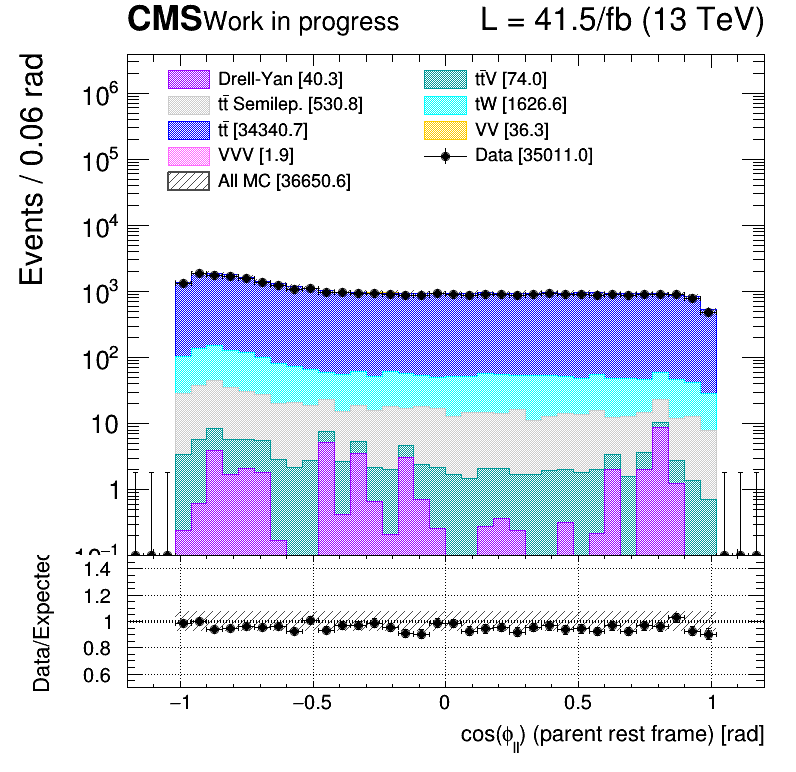 CMS Work in progress L = 41.5/fb (13 TeV)
Events / 0.06 rad
Drell-Yan [40.3] tt̄V [74.0]
tt̄ Semilep. [530.8] tW [1626.6]
tt̄ [34340.7] VV [36.3]
VVV [1.9] Data [35011.0]
All MC [36650.6]
10⁶
10⁵
10⁴
10³
10²
10
1
10⁻¹
Data/Expected
1.4
1.2
1
0.8
0.6
−1 −0.5 0 0.5 1
cos(ϕ_ll) (parent rest frame) [rad]